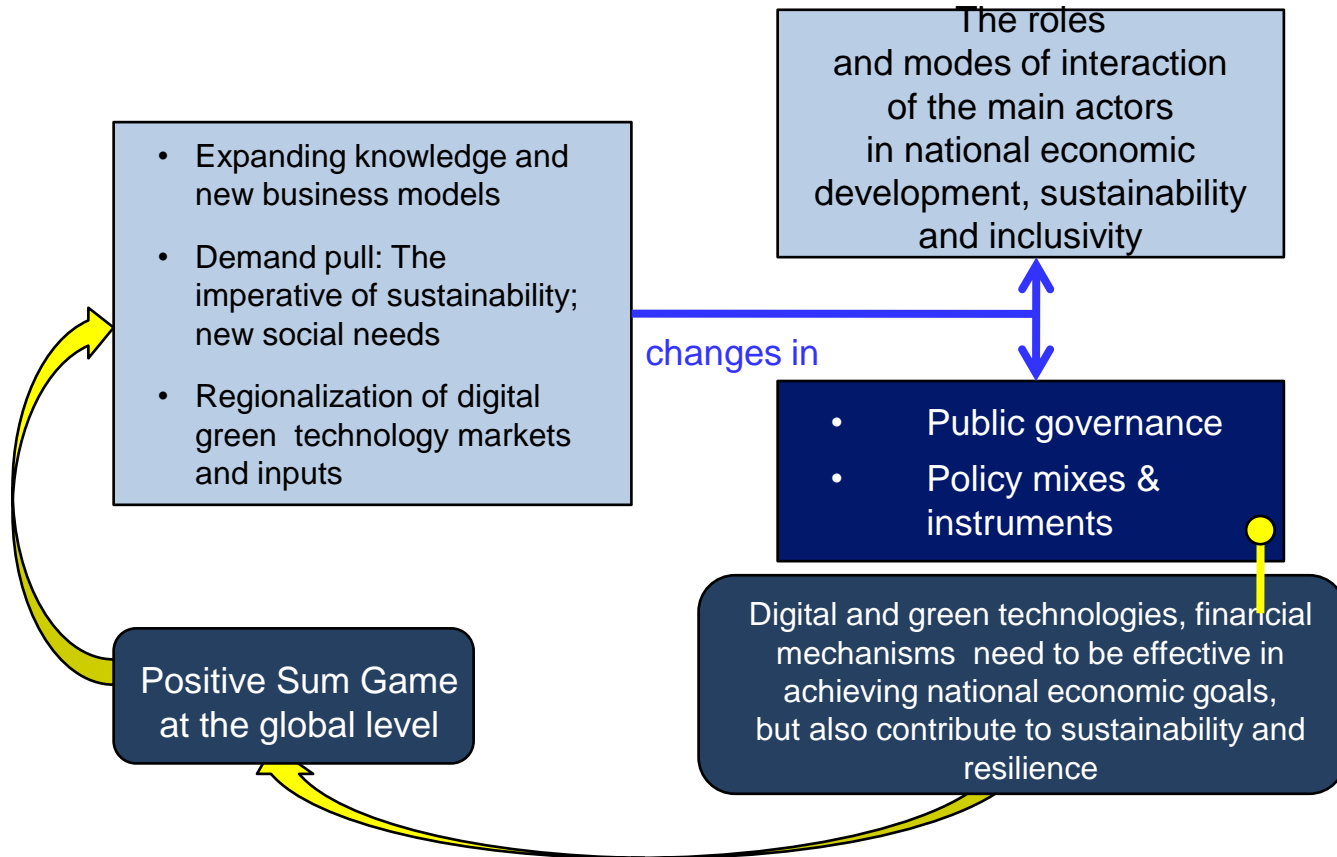 The roles
and modes of interaction
of the main actors
in national economic
development, sustainability
and inclusivity
• Expanding knowledge and
new business models
• Demand pull: The
imperative of sustainability;
new social needs
• Regionalization of digital
green  technology markets
and inputs
changes in
• Public governance
• Policy mixes &
instruments
Digital and green technologies, financial
mechanisms  need to be effective in
achieving national economic goals,
but also contribute to sustainability and
resilience
Positive Sum Game
at the global level